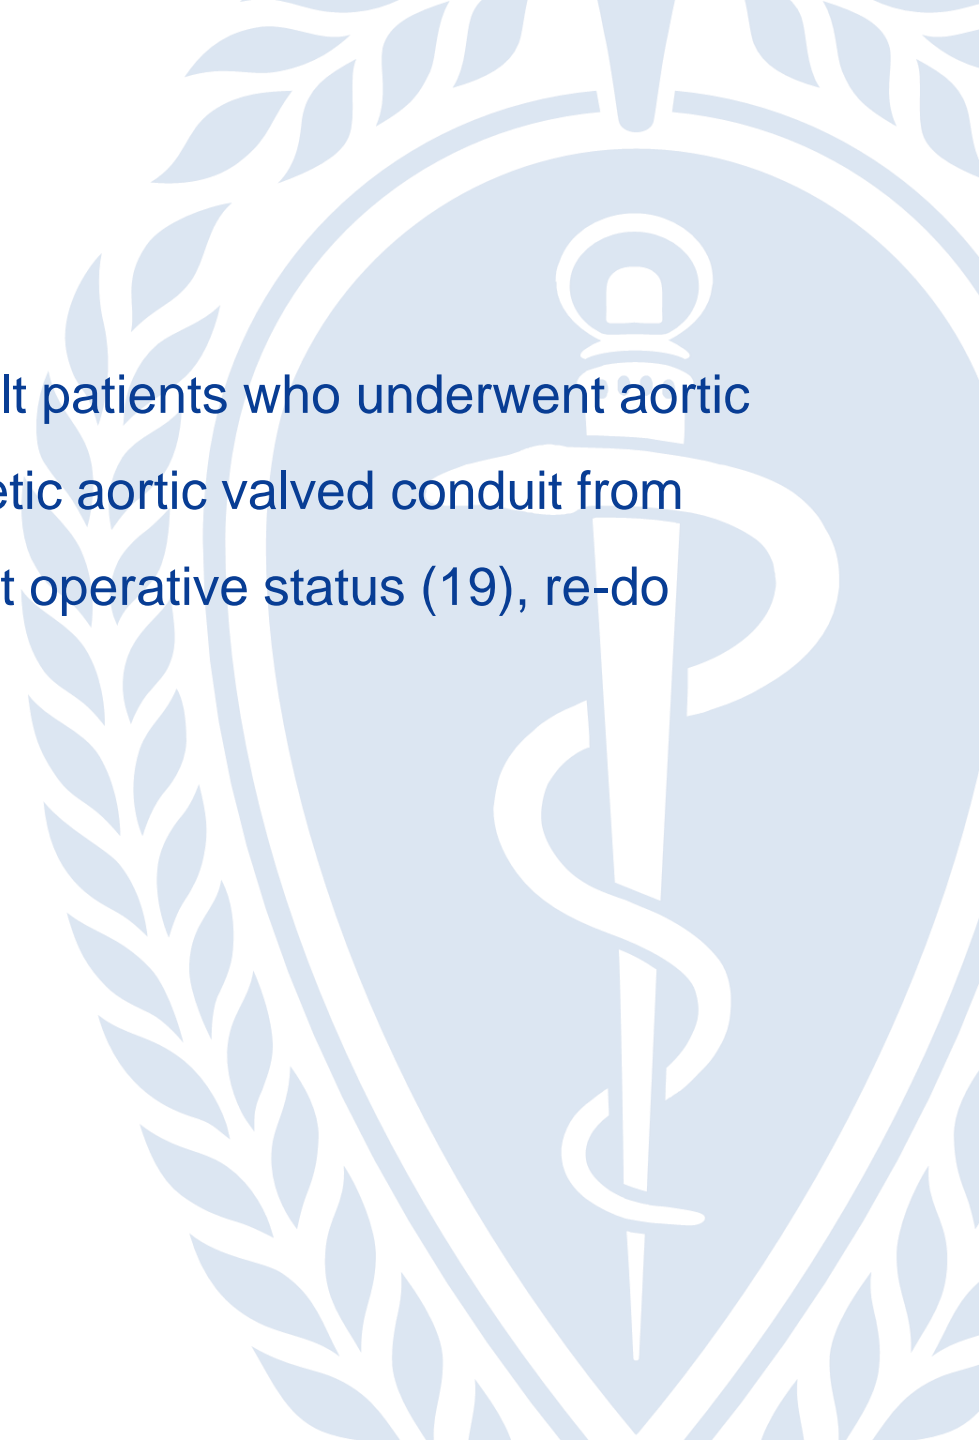 lt patients who underwent aortic
etic aortic valved conduit from
t operative status (19), re-do